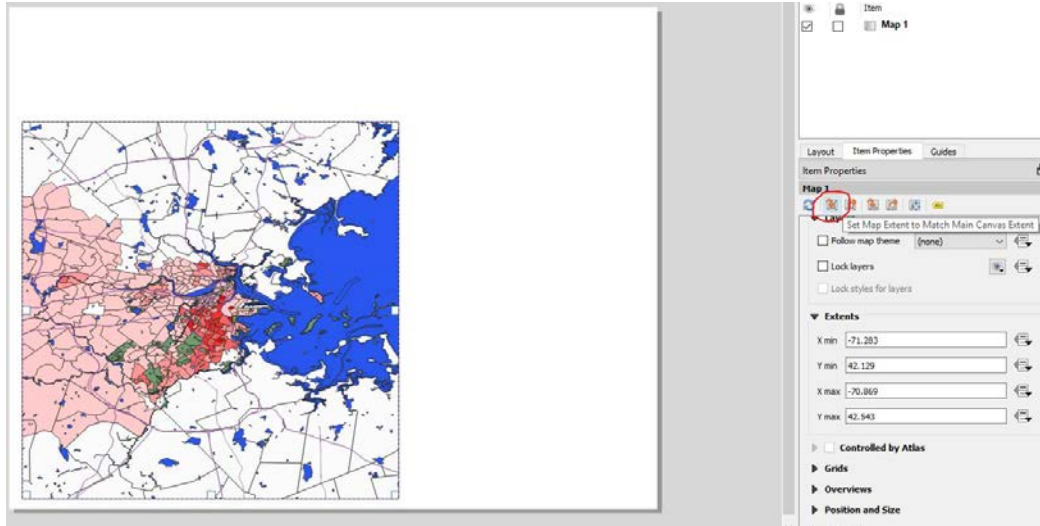 Item
Map 1
Layout Item Properties Guides
Item Properties
Map 1
Set Map Extent to Match Main Canvas Extent
Follow map theme (none)
Lock layers
Lock styles for layers
Extents
X min -71.283
Y min 42.129
X max -70.869
Y max 42.543
Controlled by Atlas
Grids
Overviews
Position and Size